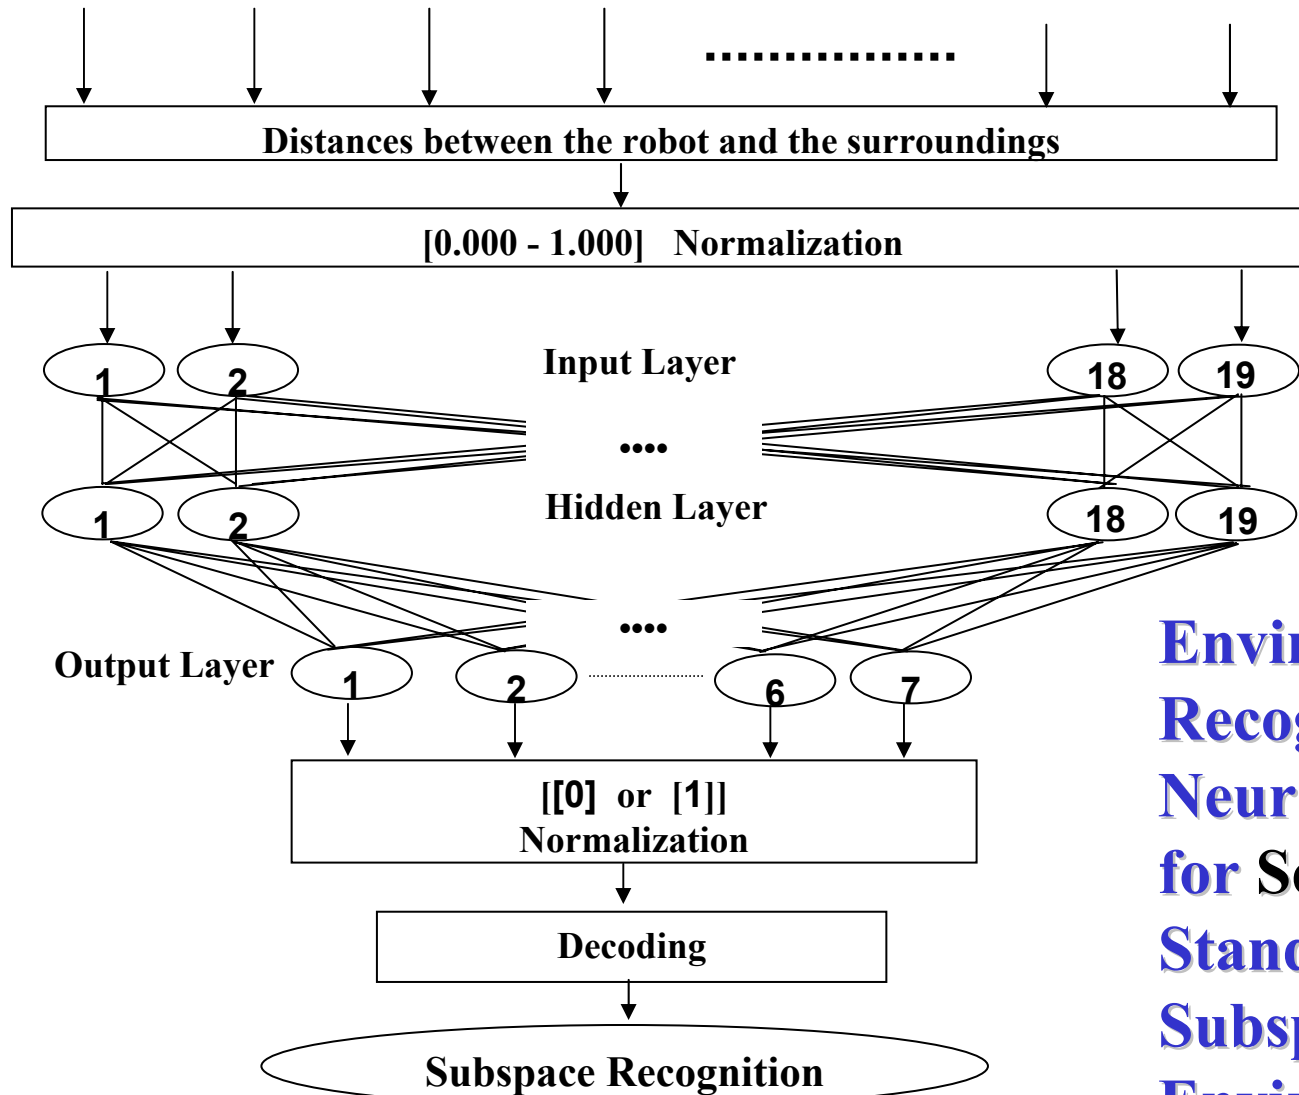 ................
Distances between the robot and the surroundings
[0.000 - 1.000] Normalization
1 2 Input Layer 18 19
....
1 2 Hidden Layer 18 19
....
Output Layer 1 2 6 7
[[0] or [1]]
Normalization
Decoding
Subspace Recognition
for